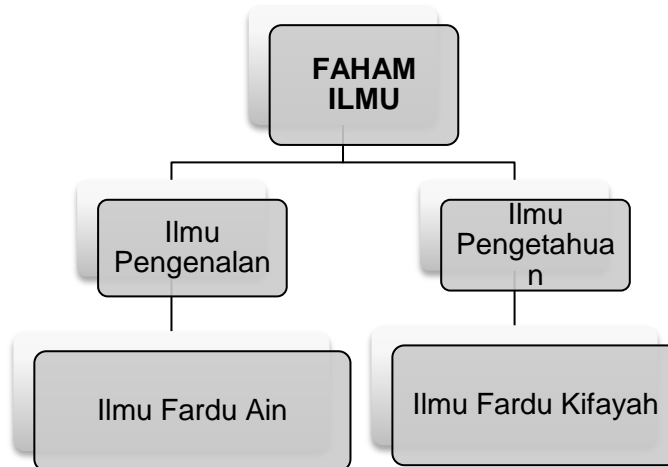 FAHAM
ILMU
Ilmu
Pengenalan
Ilmu
Pengetahua
n
Ilmu Fardu Ain
Ilmu Fardu Kifayah